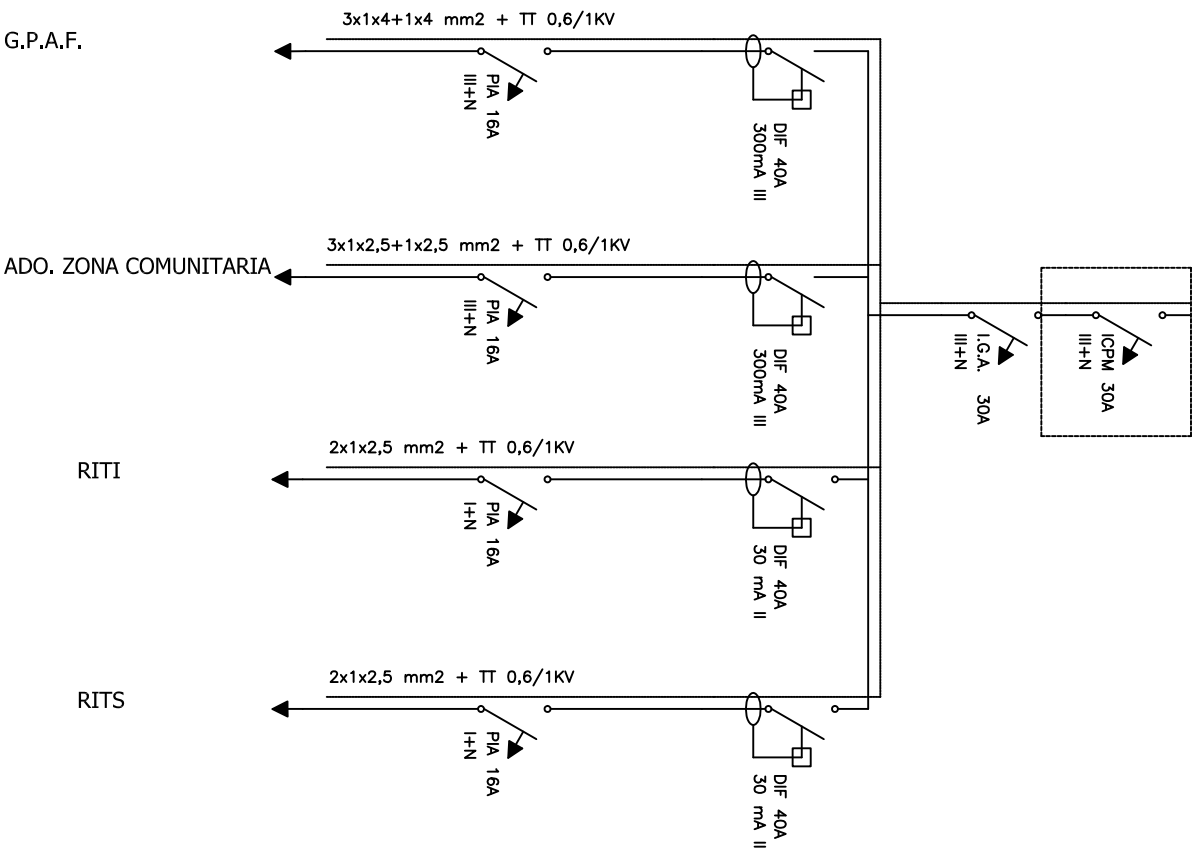 3x1x4+1x4 mm2 + TT 0,6/1KV
G.P.A.F.
PIA 16A
III+N
DIF 40A
300mA III
3x1x2,5+1x2,5 mm2 + TT 0,6/1KV
ADO. ZONA COMUNITARIA
PIA 16A
III+N
DIF 40A
300mA III
I.G.A. 30A
III+N
ICPM 30A
III+N
2x1x2,5 mm2 + TT 0,6/1KV
RITI
PIA 16A
I+N
DIF 40A
30 mA II
2x1x2,5 mm2 + TT 0,6/1KV
RITS
PIA 16A
I+N
DIF 40A
30 mA II